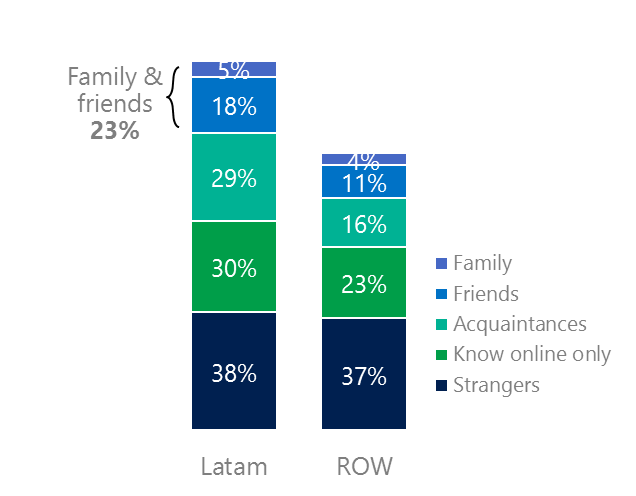 Family &
friends
23%
5%
18%
29%
30%
38%
4%
11%
16%
23%
37%
Family
Friends
Acquaintances
Know online only
Strangers
Latam
ROW